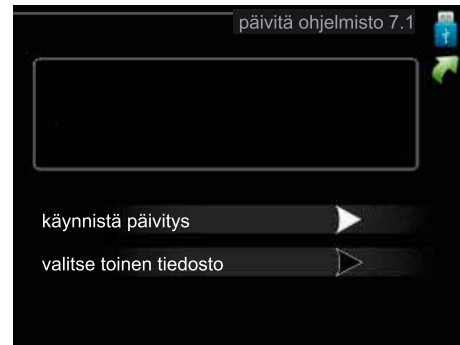 päivitä ohjelmisto 7.1
käynnistä päivitys
valitse toinen tiedosto